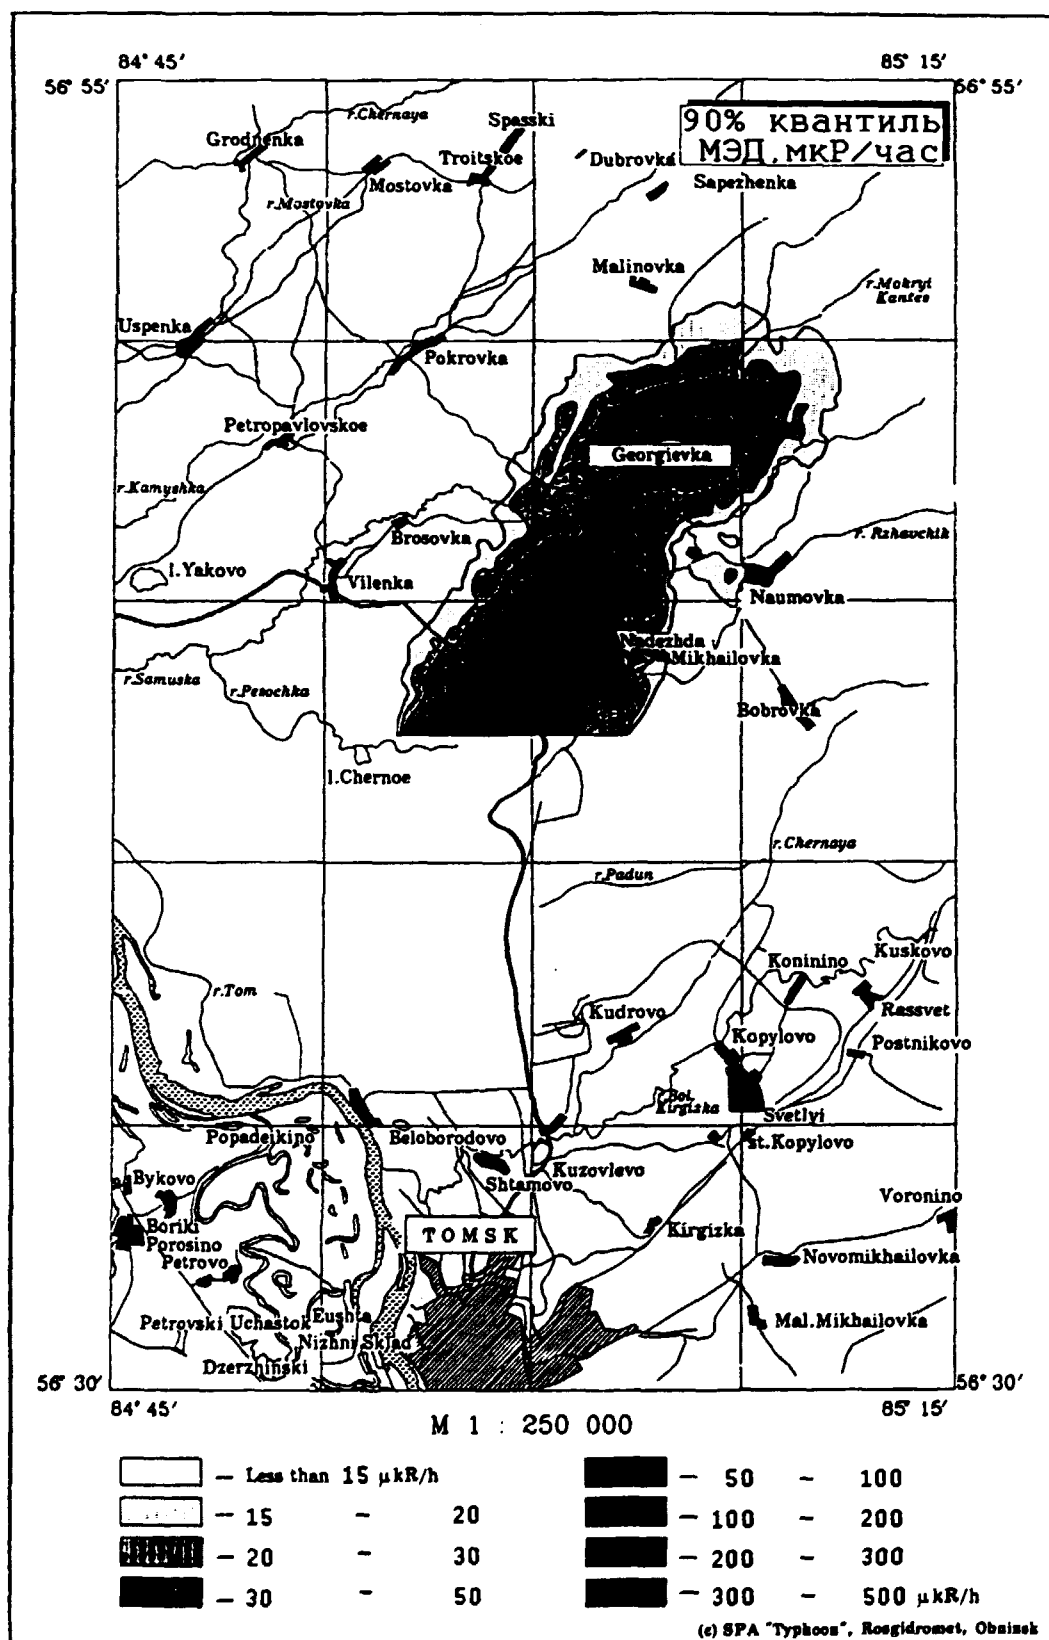 84° 45′ 85° 15′
56° 55′ 56° 55′
90% квантиль
МЭД,мкР/час
r.Chernaya
Spasski
Grodnenka
Troitskoe
Dubrovka
Mostovka
Sapezhenka
r.Mostovka
Malinovka
r.Mokryi
Kantes
Uspenka
Pokrovka
Petropavlovskoe
Georgievka
r.Kamyshka
Brosovka
r. Rzhavchik
l.Yakovo
Vilenka
Naumovka
Nadezhda
Mikhailovka
r.Samuska
r.Pesochka
Bobrovka
l.Chernoe
r.Chernaya
r.Padun
Kuskovo
Koninino
r.Tom
Kudrovo
Rassvet
Kopylovo
Postnikovo
r.Bol.
Kirgizka
Svetlyi
Popadeikino
Beloborodovo
st.Kopylovo
Kuzovlevo
Bykovo
Shtamovo
Voronino
Boriki
TOMSK
Kirgizka
Porosino
Petrovo
Novomikhailovka
Petrovski Uchastok
Eushta
Mal.Mikhailovka
Nizhni Sklad
Dzerzhinski
56° 30′ 56° 30′
84° 45′ 85° 15′
M 1 : 250 000
– Less than 15 μkR/h – 50 – 100
– 15 – 20 – 100 – 200
– 20 – 30 – 200 – 300
– 30 – 50 – 300 – 500 μkR/h
(c) SPA "Typhoon", Rosgidromet, Obninsk